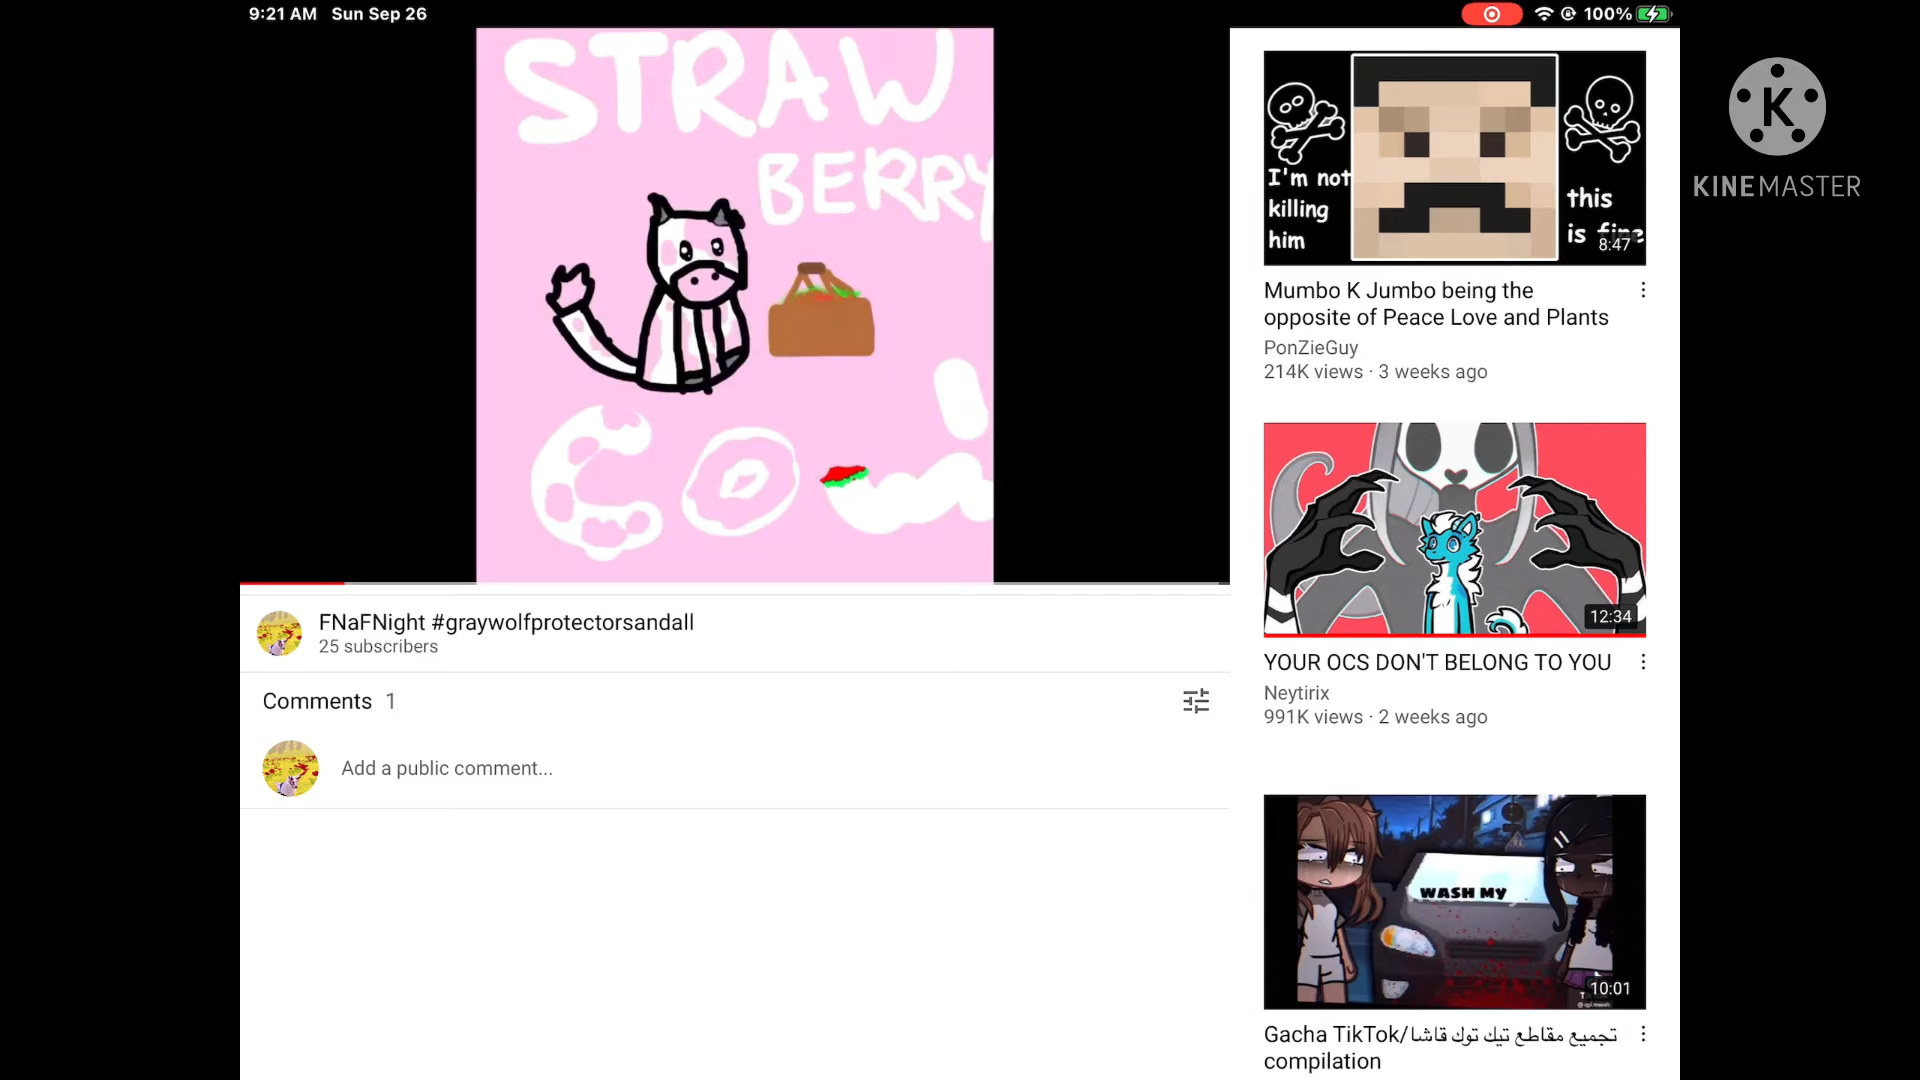 9:21 AM Sun Sep 26
100%
STRAW
BERRY
COW
I'm not
killing
him
this
is fine
8:47
Mumbo K Jumbo being the
opposite of Peace Love and Plants
PonZieGuy
214K views · 3 weeks ago
K
KINEMASTER
12:34
YOUR OCS DON'T BELONG TO YOU
Neytirix
991K views · 2 weeks ago
FNaFNight #graywolfprotectorsandall
25 subscribers
Comments 1
Add a public comment...
WASH MY
10:01
Gacha TikTok/تجميع مقاطع تيك توك قاشا
compilation